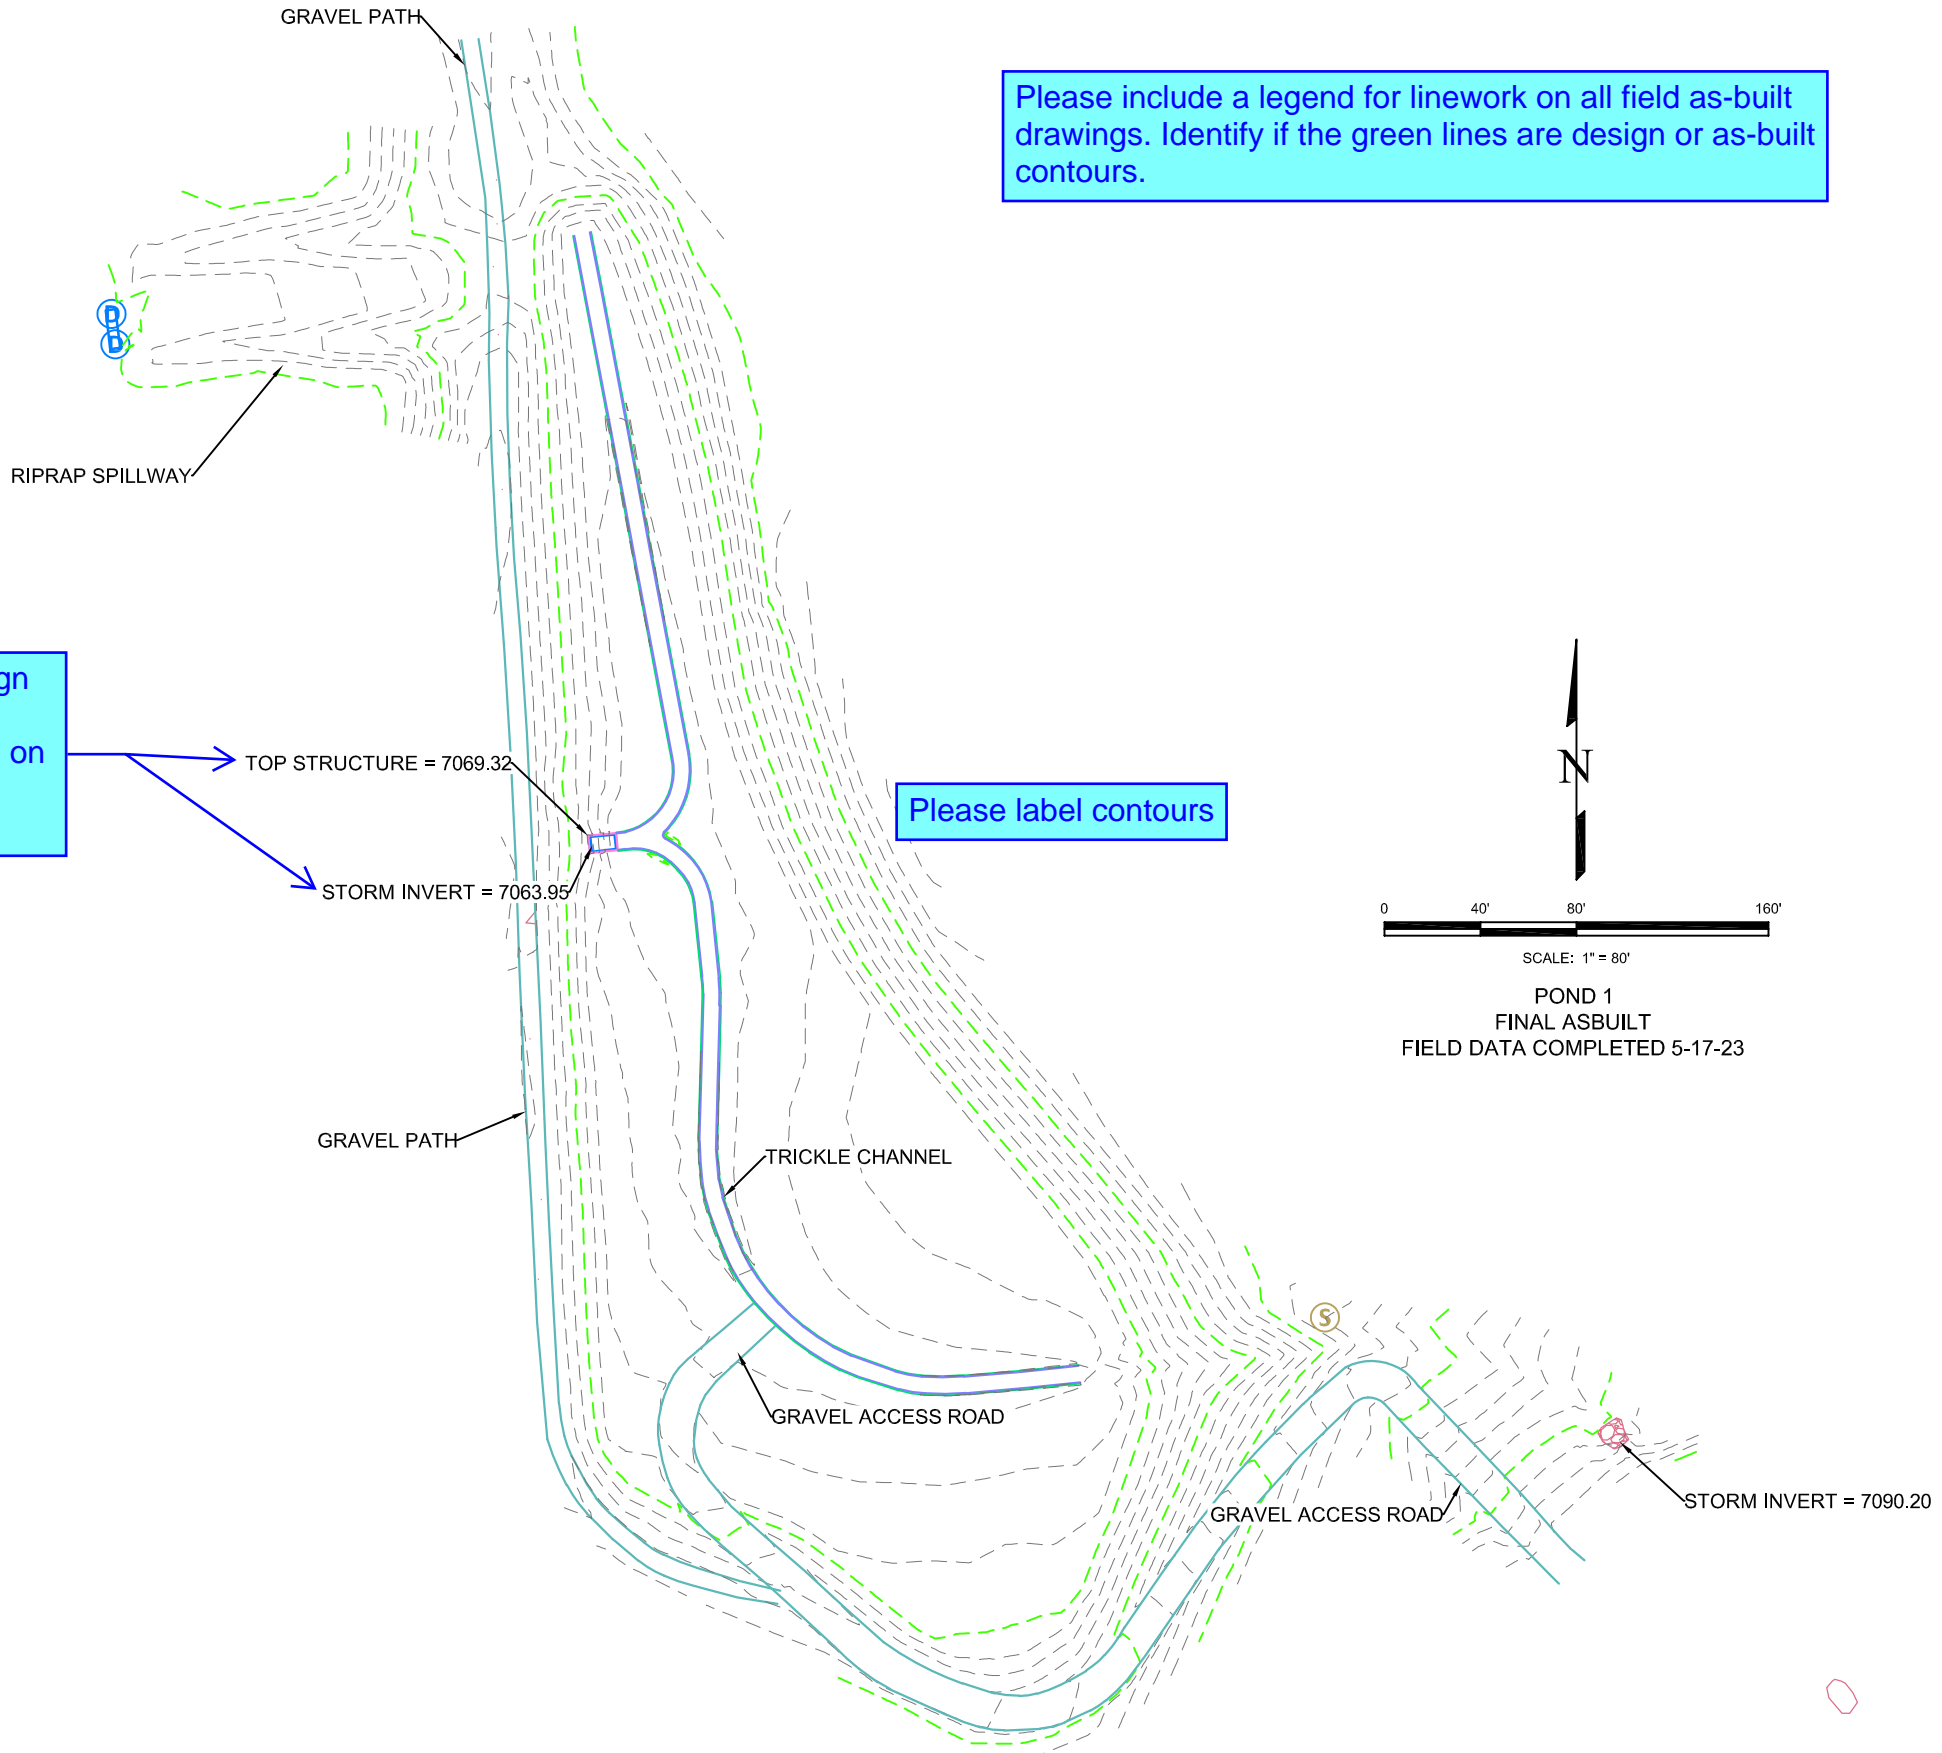 GRAVEL PATH
Please include a legend for linework on all field as-built
drawings. Identify if the green lines are design or as-built
contours.
D
D
RIPRAP SPILLWAY
on
TOP STRUCTURE = 7069.32
N
Please label contours
STORM INVERT = 7063.95
0 40' 80' 160'
SCALE: 1" = 80'
POND 1
FINAL ASBUILT
FIELD DATA COMPLETED 5-17-23
GRAVEL PATH
TRICKLE CHANNEL
S
GRAVEL ACCESS ROAD
GRAVEL ACCESS ROAD
STORM INVERT = 7090.20